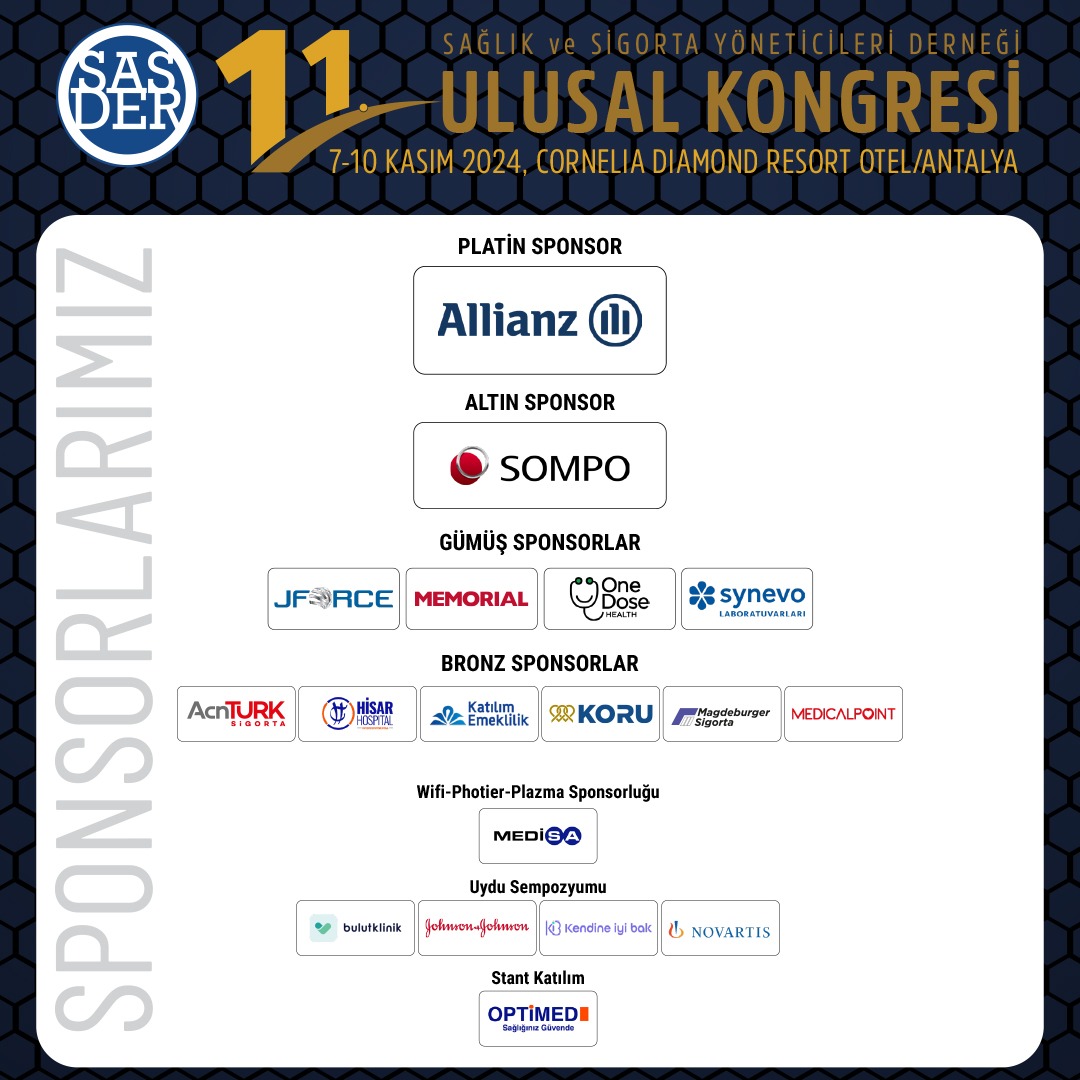 SAS
DER
11.
SAĞLIK ve SİGORTA YÖNETİCİLERİ DERNEĞİ
ULUSAL KONGRESİ
7-10 KASIM 2024, CORNELIA DIAMOND RESORT OTEL/ANTALYA
SPONSORLARIMIZ
PLATİN SPONSOR
Allianz
ALTIN SPONSOR
SOMPO
GÜMÜŞ SPONSORLAR
JFORCE
MEMORIAL
One
Dose
HEALTH
synevo
LABORATUVARLARI
BRONZ SPONSORLAR
AcnTURK
SİGORTA
HİSAR
HOSPITAL
Katılım
Emeklilik
KORU
Magdeburger
Sigorta
MEDICALPOINT
Wifi-Photier-Plazma Sponsorluğu
MEDİSA
Uydu Sempozyumu
bulutklinik
Johnson&Johnson
Kendine iyi bak
NOVARTIS
Stant Katılım
OPTİMED
Sağlığınız Güvende